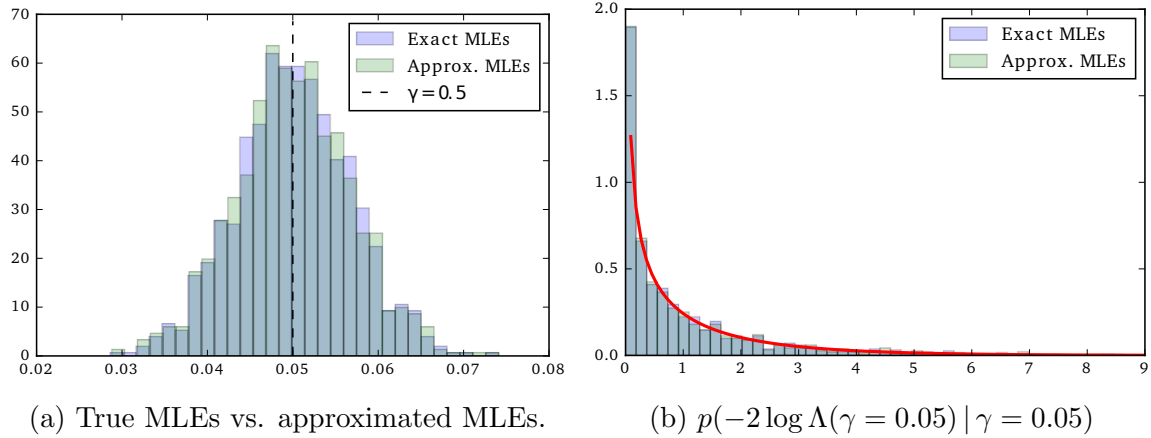 70
60
50
40
30
20
10
0
0.02 0.03 0.04 0.05 0.06 0.07 0.08
Exact MLEs
Approx. MLEs
γ=0.5
(a) True MLEs vs. approximated MLEs.
2.0
1.5
1.0
0.5
0.0
0 1 2 3 4 5 6 7 8 9
Exact MLEs
Approx. MLEs
(b) p(−2 log Λ(γ = 0.05) | γ = 0.05)